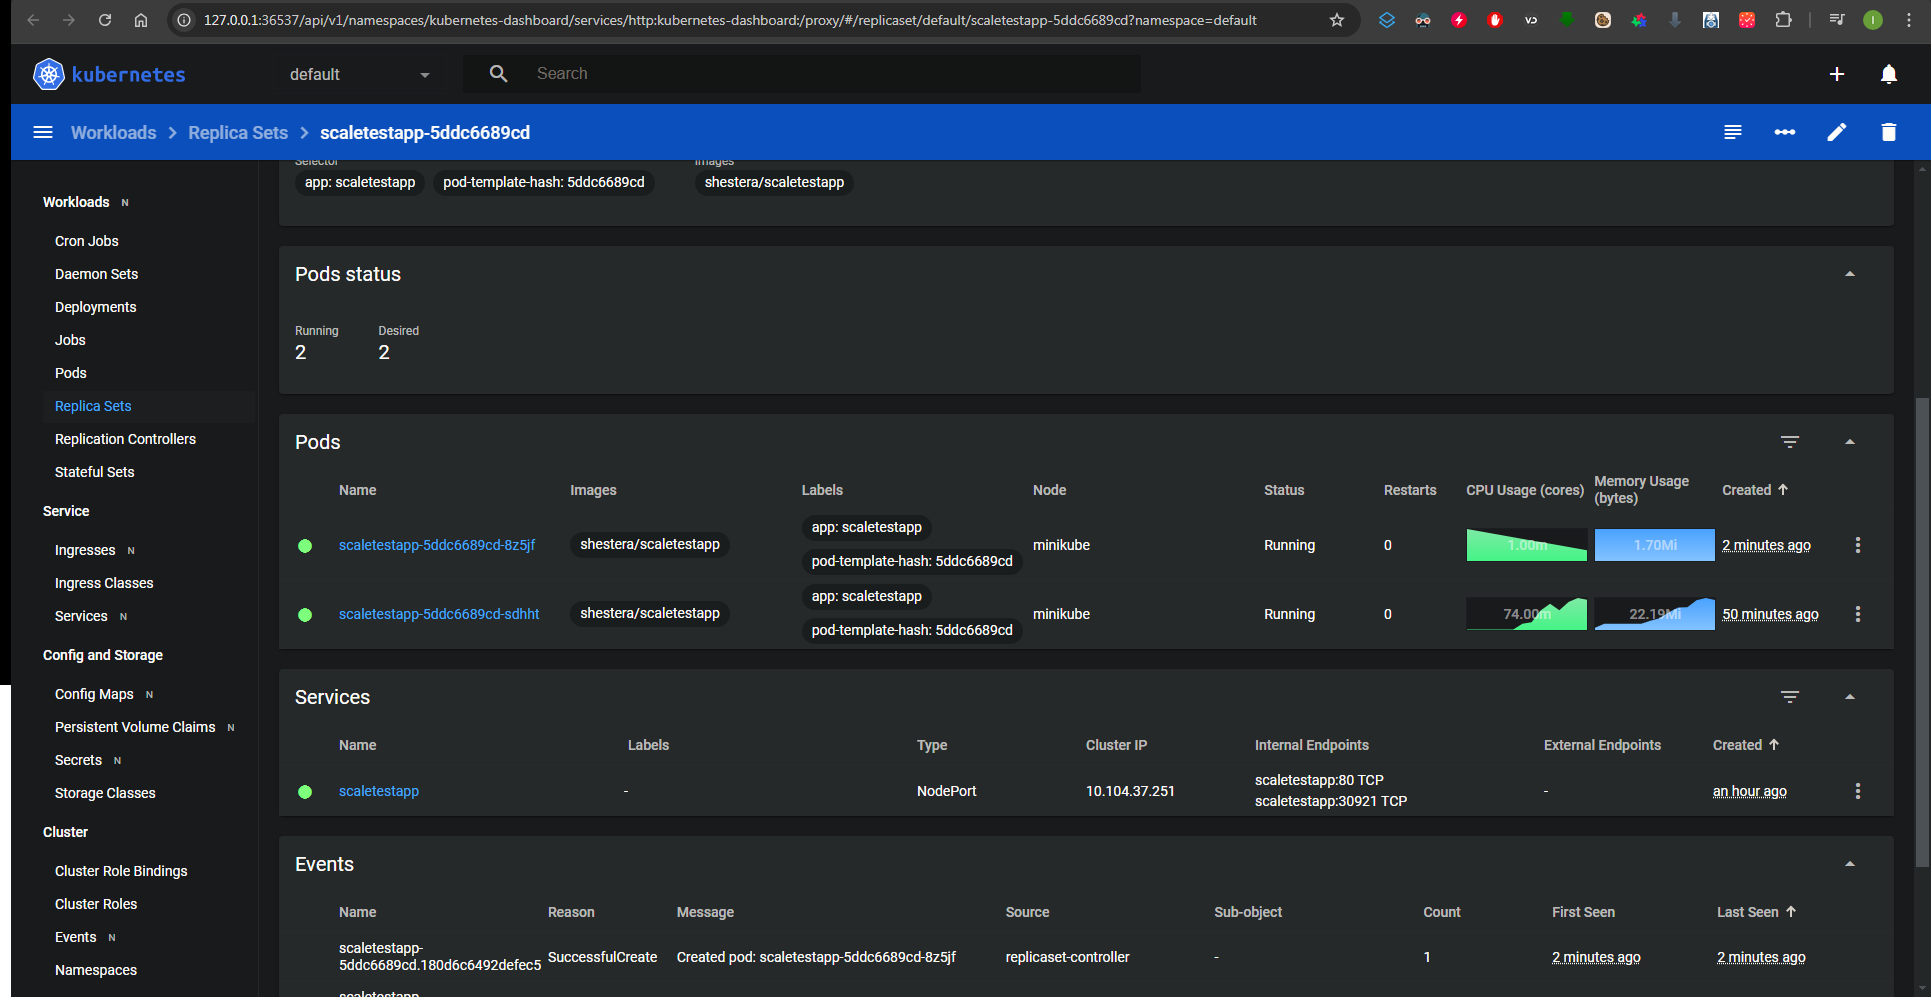 127.0.0.1:36537/api/v1/namespaces/kubernetes-dashboard/services/http:kubernetes-dashboard:/proxy/#/replicaset/default/scaletestapp-5ddc6689cd?namespace=default
kubernetes
default
Search
Workloads > Replica Sets > scaletestapp-5ddc6689cd
Workloads N
Cron Jobs
Daemon Sets
Deployments
Jobs
Pods
Replica Sets
Replication Controllers
Stateful Sets
Service
Ingresses N
Ingress Classes
Services N
Config and Storage
Config Maps N
Persistent Volume Claims N
Secrets N
Storage Classes
Cluster
Cluster Role Bindings
Cluster Roles
Events N
Namespaces
Selector Images
app: scaletestapp pod-template-hash: 5ddc6689cd shestera/scaletestapp
Pods status
Running Desired
2 2
Pods
Name Images Labels Node Status Restarts CPU Usage (cores) Memory Usage (bytes) Created
scaletestapp-5ddc6689cd-8z5jf shestera/scaletestapp app: scaletestapp pod-template-hash: 5ddc6689cd minikube Running 0 1.00m 1.70Mi 2 minutes ago
scaletestapp-5ddc6689cd-sdhht shestera/scaletestapp app: scaletestapp pod-template-hash: 5ddc6689cd minikube Running 0 74.00m 22.19Mi 50 minutes ago
Services
Name Labels Type Cluster IP Internal Endpoints External Endpoints Created
scaletestapp - NodePort 10.104.37.251 scaletestapp:80 TCP scaletestapp:30921 TCP - an hour ago
Events
Name Reason Message Source Sub-object Count First Seen Last Seen
scaletestapp-5ddc6689cd.180d6c6492defec5 SuccessfulCreate Created pod: scaletestapp-5ddc6689cd-8z5jf replicaset-controller - 1 2 minutes ago 2 minutes ago
scaletestapp-